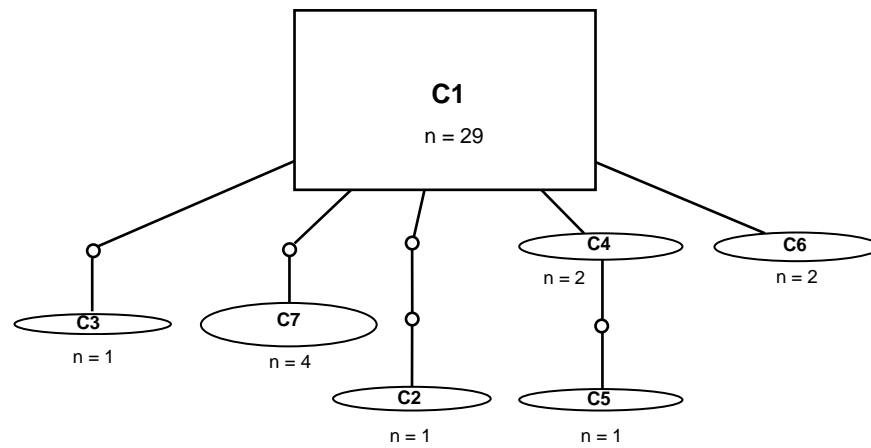 C1
n = 29
C4
n = 2
C6
n = 2
C3
n = 1
C7
n = 4
C2
n = 1
C5
n = 1